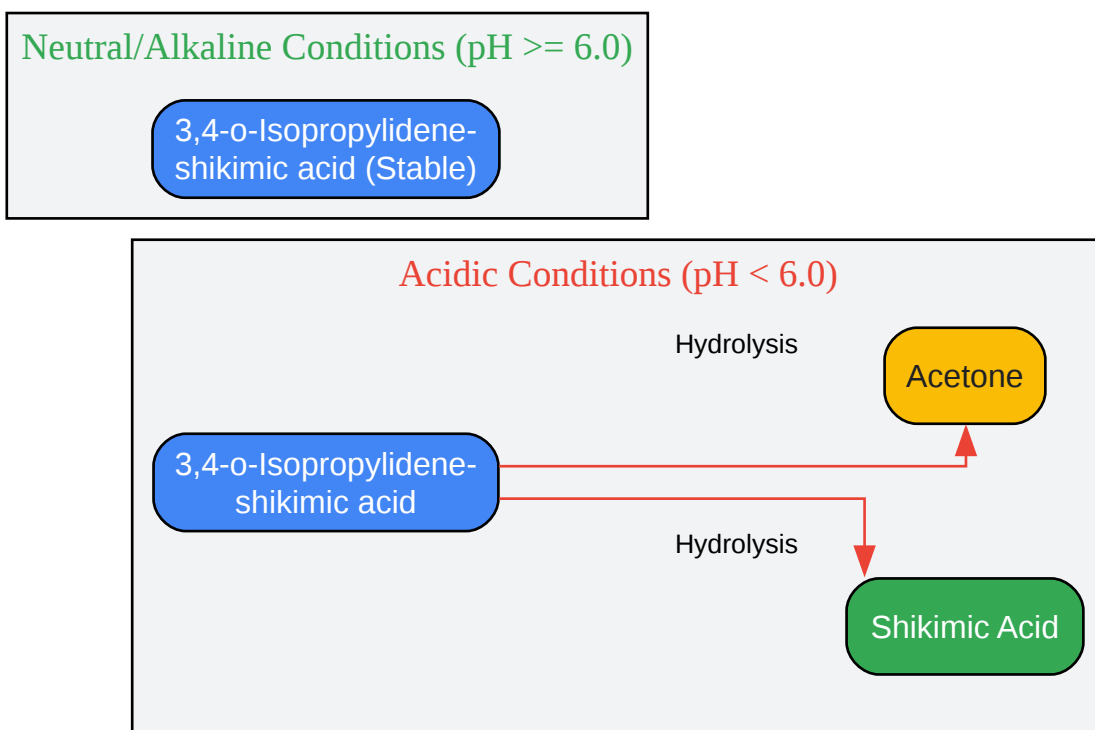 Neutral/Alkaline Conditions (pH >= 6.0)
3,4-o-Isopropylidene-
shikimic acid (Stable)
Acidic Conditions (pH < 6.0)
Hydrolysis
Acetone
3,4-o-Isopropylidene-
shikimic acid
Hydrolysis
Shikimic Acid